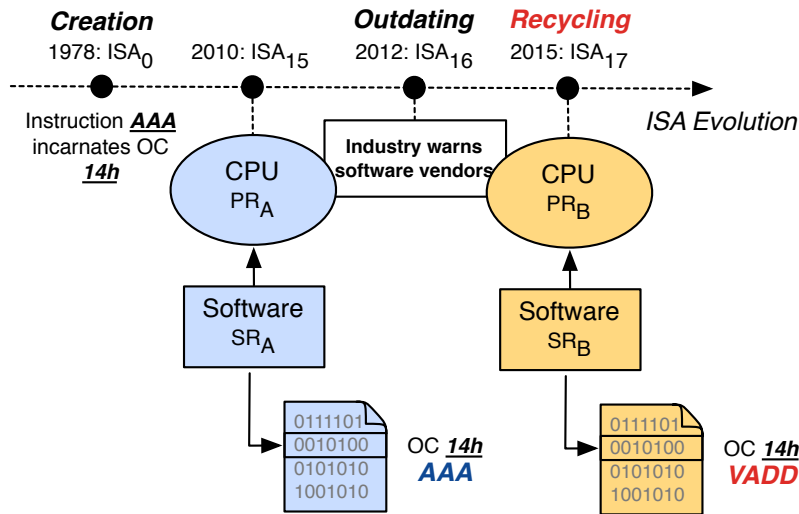 Creation
Outdating
Recycling
1978: ISA0
2010: ISA15
2012: ISA16
2015: ISA17
ISA Evolution
Instruction AAA
incarnates OC
14h
Industry warns
software vendors
CPU
PRA
CPU
PRB
Software
SRA
Software
SRB
0111101
0010100
0101010
1001010
OC 14h
AAA
0111101
0010100
0101010
1001010
OC 14h
VADD